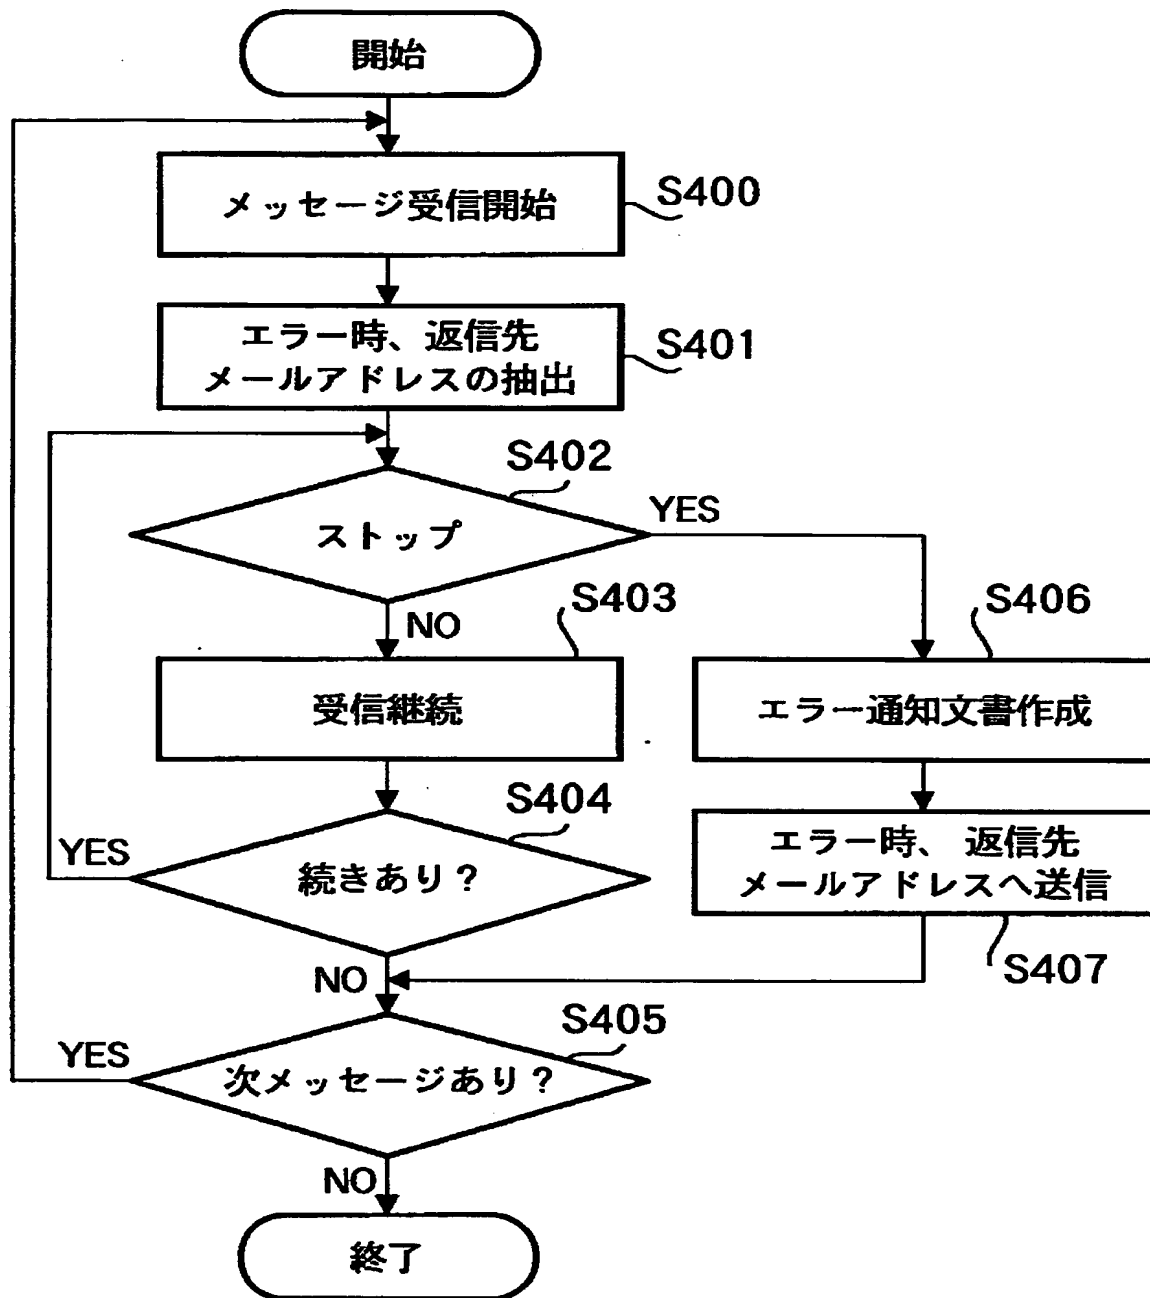 開始
メッセージ受信開始
S400
エラー時、返信先
メールアドレスの抽出
S401
S402
ストップ
YES
NO
S403
受信継続
S406
エラー通知文書作成
S404
続きあり?
YES
エラー時、 返信先
メールアドレスへ送信
S407
NO
S405
次メッセージあり?
YES
NO
終了